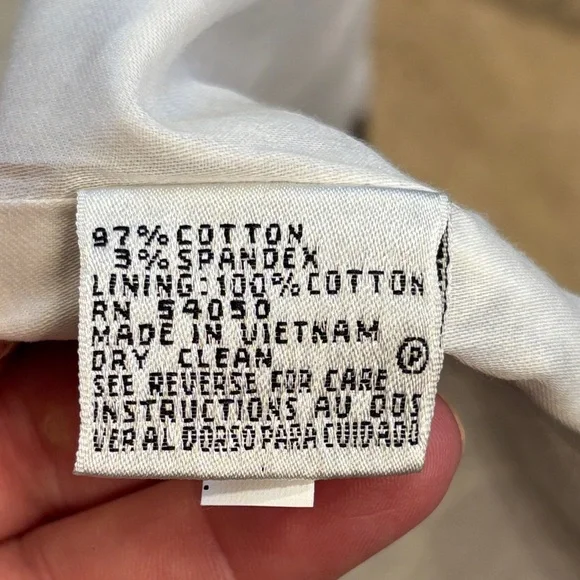 97% COTTON
3% SPANDEX
LINING: 100% COTTON
RN 54050
MADE IN VIETNAM
DRY CLEAN Ⓟ
SEE REVERSE FOR CARE
INSTRUCTIONS AU DOS
VER AL DORSO PARA CUIDADO